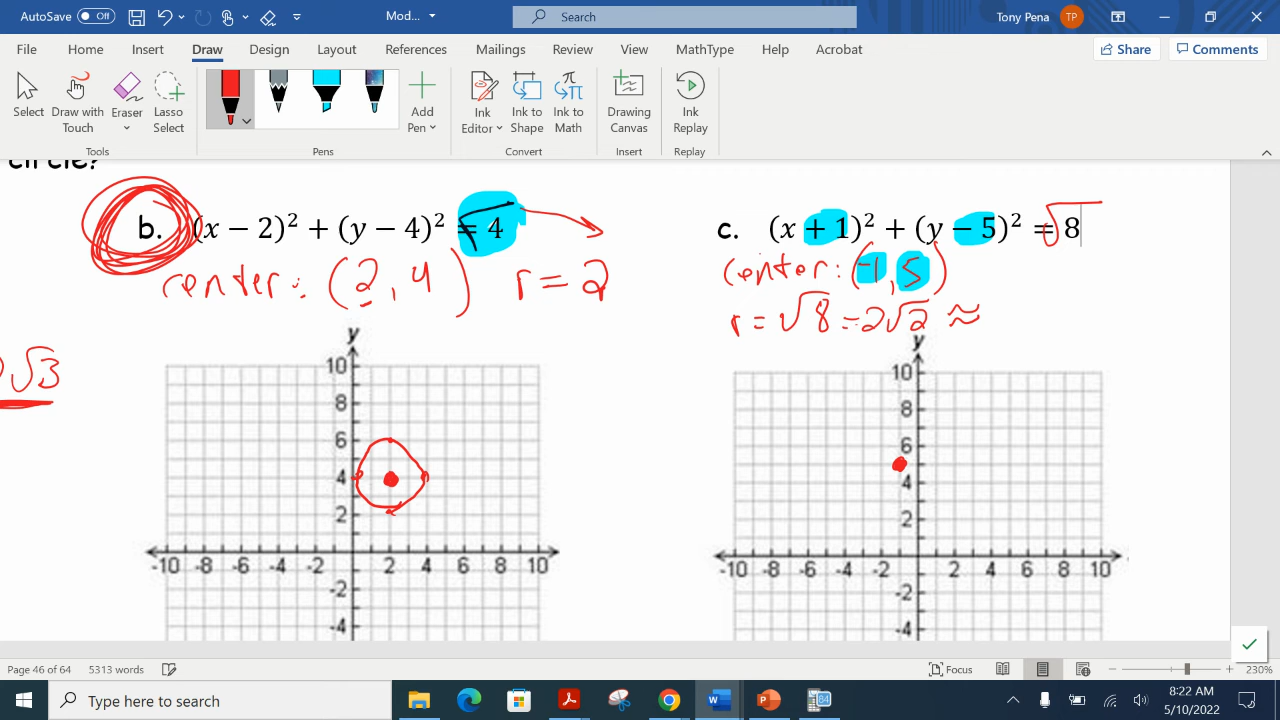 AutoSave Off Mod... Search Tony Pena TP
File Home Insert Draw Design Layout References Mailings Review View MathType Help Acrobat Share Comments
Select Draw with Touch Eraser Lasso Select Add Pen Ink Editor Ink to Shape Ink to Math Drawing Canvas Ink Replay
Tools Pens Convert Insert Replay
circle?
b. (x − 2)² + (y − 4)² = √4
c. (x + 1)² + (y − 5)² = √8
center: (2, 4) r = 2
center: (-1, 5)
r = √8 = 2√2 ≈
√3
y
10
8
6
4
2
-10 -8 -6 -4 -2 2 4 6 8 10
-2
-4
y
10
8
6
4
2
-10 -8 -6 -4 -2 2 4 6 8 10
-2
-4
Page 46 of 64 5313 words Focus 230%
Type here to search
84
8:22 AM
5/10/2022